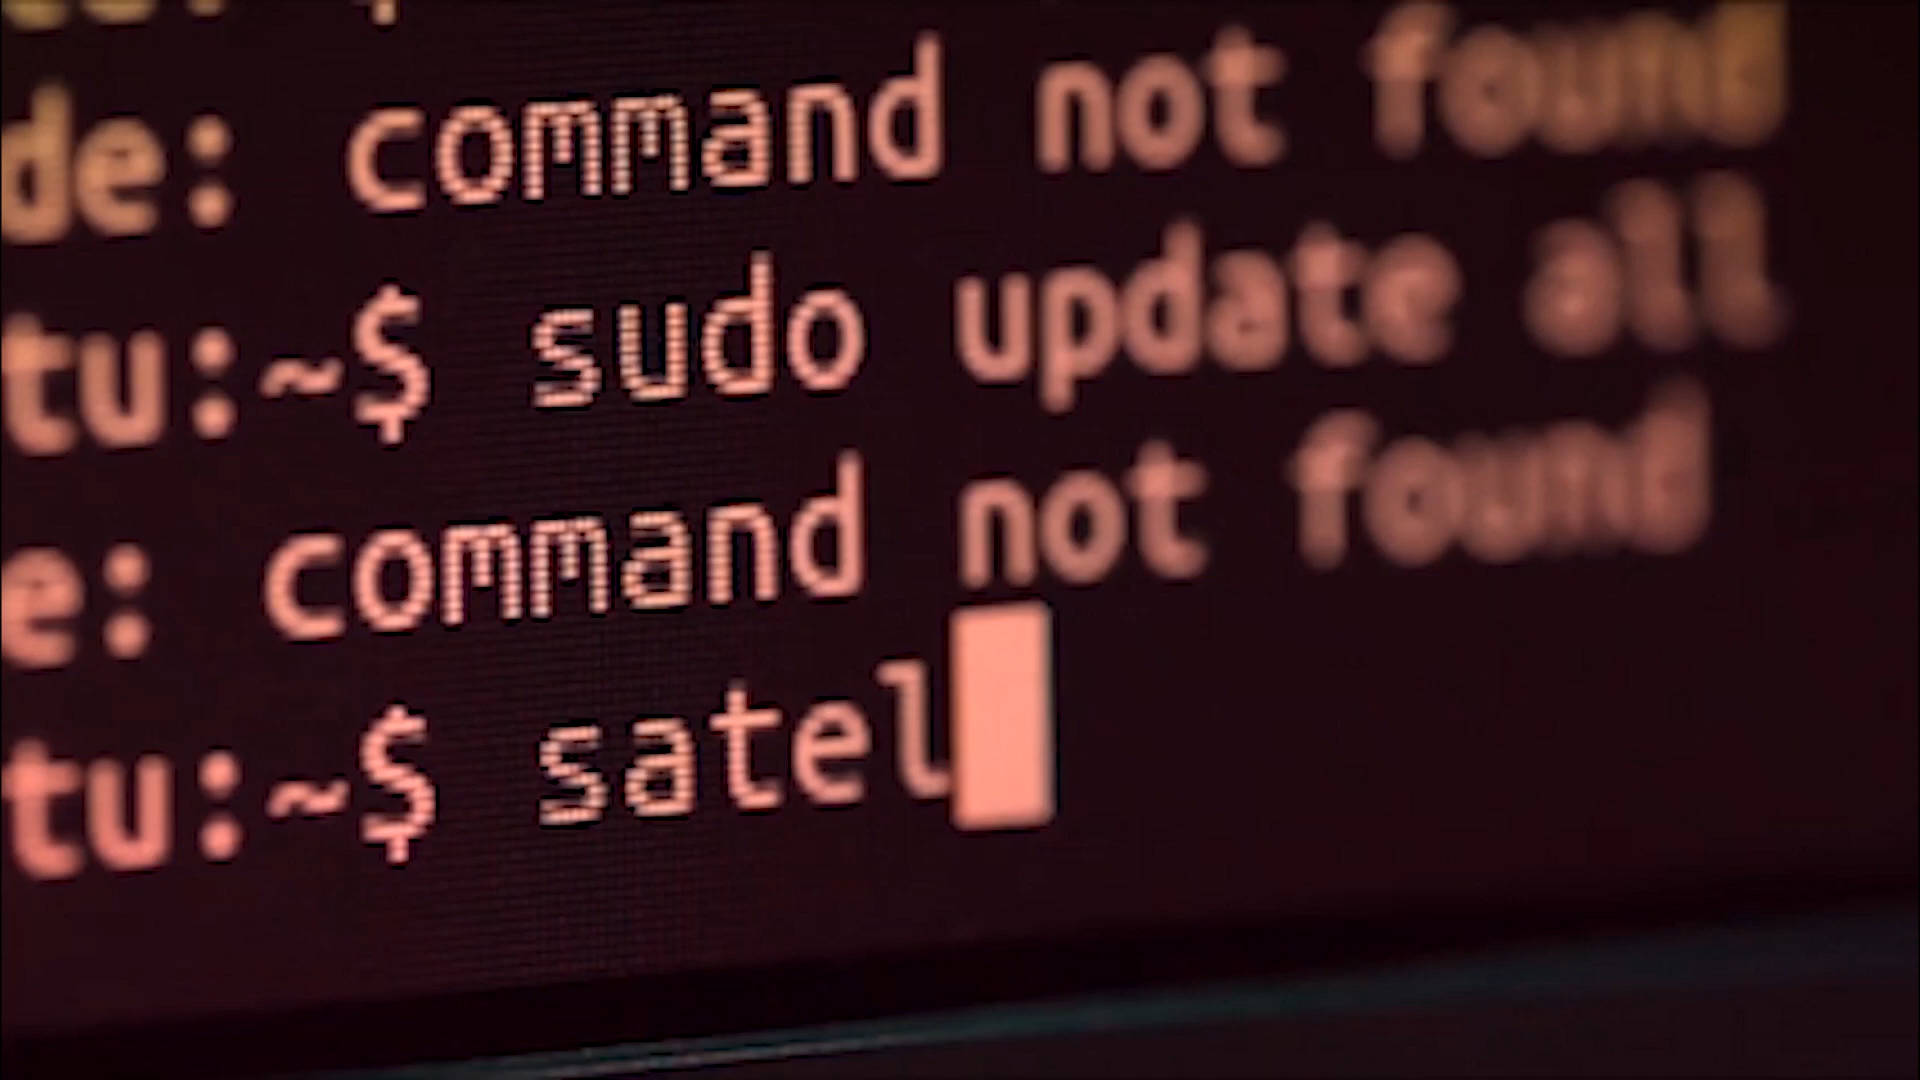 de: command not found
tu:~$ sudo update all
e: command not found
tu:~$ satel